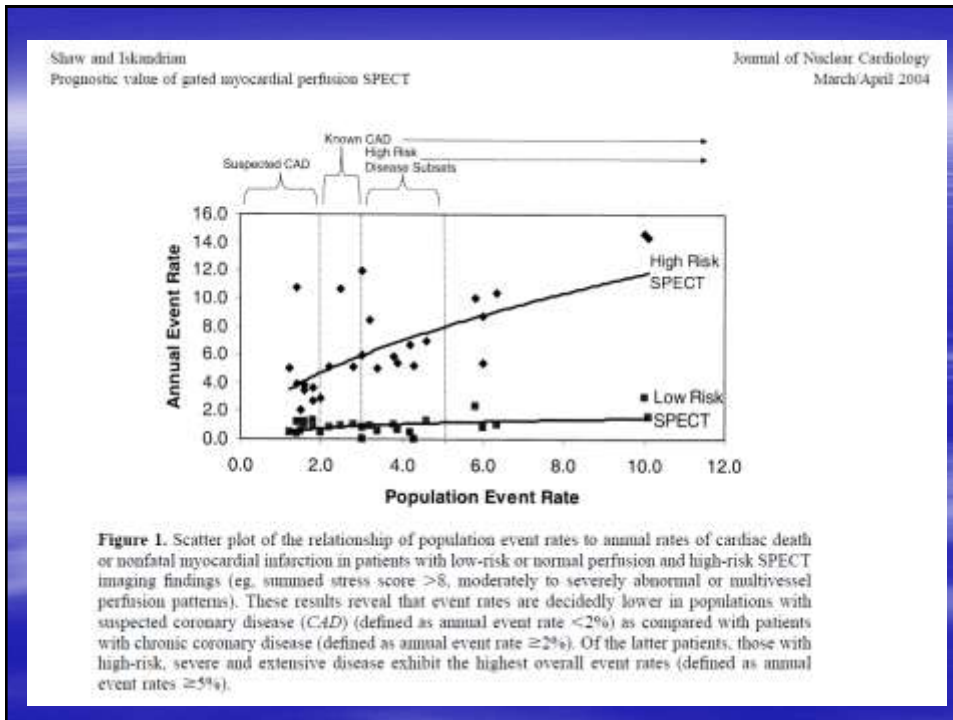 Shaw and Iskandrian
Prognostic value of gated myocardial perfusion SPECT
Journal of Nuclear Cardiology
March/April 2004
Known CAD
High Risk
Disease Subsets
Suspected CAD
16.0
14.0
12.0
10.0
8.0
6.0
4.0
2.0
0.0
Annual Event Rate
High Risk
SPECT
Low Risk
SPECT
0.0 2.0 4.0 6.0 8.0 10.0 12.0
Population Event Rate
Figure 1. Scatter plot of the relationship of population event rates to annual rates of cardiac death
or nonfatal myocardial infarction in patients with low-risk or normal perfusion and high-risk SPECT
imaging findings (eg, summed stress score >8, moderately to severely abnormal or multivessel
perfusion patterns). These results reveal that event rates are decidedly lower in populations with
suspected coronary disease (CAD) (defined as annual event rate <2%) as compared with patients
with chronic coronary disease (defined as annual event rate ≥2%). Of the latter patients, those with
high-risk, severe and extensive disease exhibit the highest overall event rates (defined as annual
event rates ≥5%).